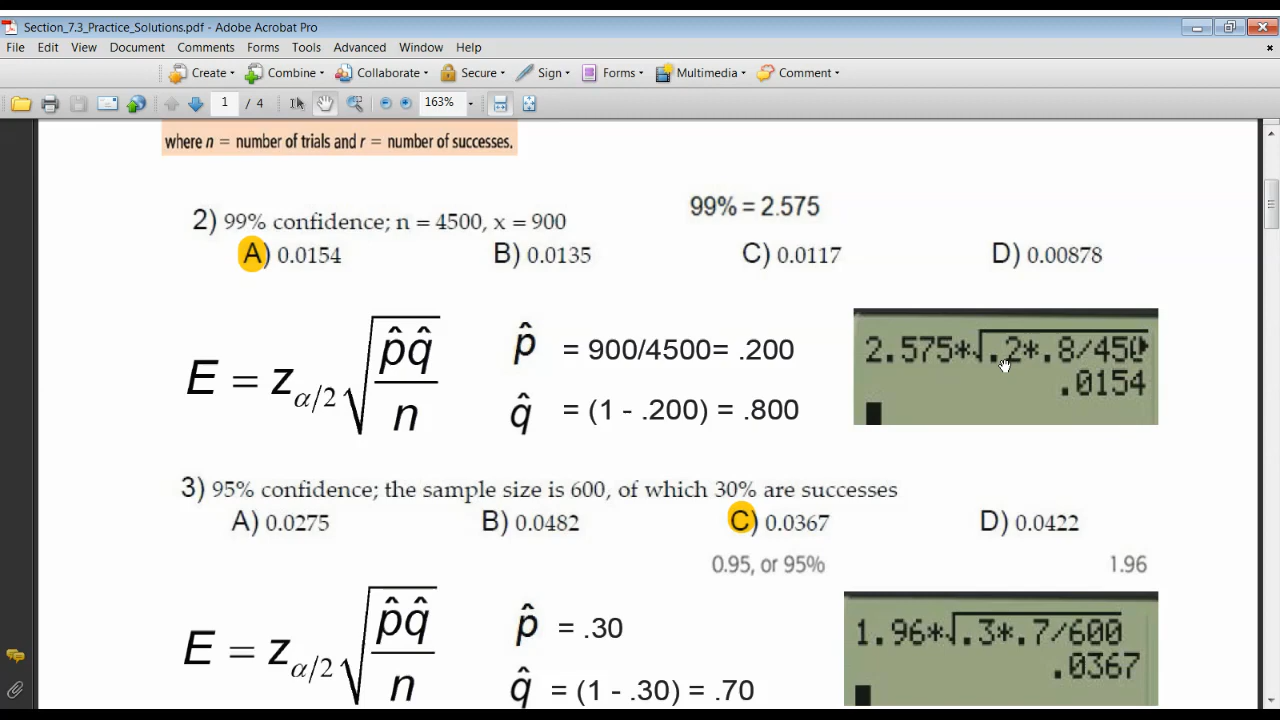 Section_7.3_Practice_Solutions.pdf - Adobe Acrobat Pro
File Edit View Document Comments Forms Tools Advanced Window Help
Create Combine Collaborate Secure Sign Forms Multimedia Comment
1 / 4 163%
where n = number of trials and r = number of successes.
99% = 2.575
2) 99% confidence; n = 4500, x = 900
A) 0.0154 B) 0.0135 C) 0.0117 D) 0.00878
E = z α/2 √(p̂q̂/n)
p̂ = 900/4500= .200
q̂ = (1 - .200) = .800
2.575*√.2*.8/450
.0154
3) 95% confidence; the sample size is 600, of which 30% are successes
A) 0.0275 B) 0.0482 C) 0.0367 D) 0.0422
0.95, or 95% 1.96
E = z α/2 √(p̂q̂/n)
p̂ = .30
q̂ = (1 - .30) = .70
1.96*√.3*.7/600
.0367